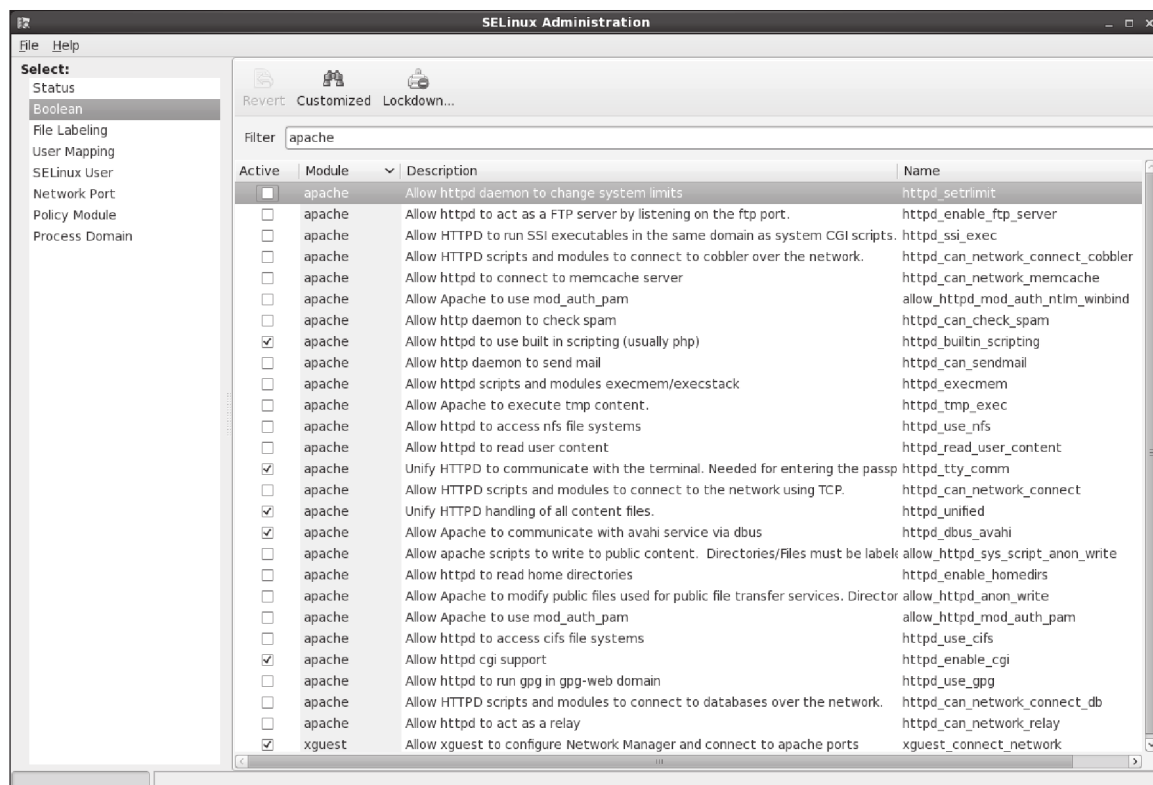 SELinux Administration
File Help
Select:
Status
Boolean
File Labeling
User Mapping
SELinux User
Network Port
Policy Module
Process Domain
Revert Customized Lockdown...
Filter apache
Active Module Description Name
apache Allow httpd daemon to change system limits httpd_setrlimit
apache Allow httpd to act as a FTP server by listening on the ftp port. httpd_enable_ftp_server
apache Allow HTTPD to run SSI executables in the same domain as system CGI scripts. httpd_ssi_exec
apache Allow HTTPD scripts and modules to connect to cobbler over the network. httpd_can_network_connect_cobbler
apache Allow httpd to connect to memcache server httpd_can_network_memcache
apache Allow Apache to use mod_auth_pam allow_httpd_mod_auth_ntlm_winbind
apache Allow http daemon to check spam httpd_can_check_spam
apache Allow httpd to use built in scripting (usually php) httpd_builtin_scripting
apache Allow http daemon to send mail httpd_can_sendmail
apache Allow httpd scripts and modules execmem/execstack httpd_execmem
apache Allow Apache to execute tmp content. httpd_tmp_exec
apache Allow httpd to access nfs file systems httpd_use_nfs
apache Allow httpd to read user content httpd_read_user_content
apache Unify HTTPD to communicate with the terminal. Needed for entering the passp httpd_tty_comm
apache Allow HTTPD scripts and modules to connect to the network using TCP. httpd_can_network_connect
apache Unify HTTPD handling of all content files. httpd_unified
apache Allow Apache to communicate with avahi service via dbus httpd_dbus_avahi
apache Allow apache scripts to write to public content. Directories/Files must be labele allow_httpd_sys_script_anon_write
apache Allow httpd to read home directories httpd_enable_homedirs
apache Allow Apache to modify public files used for public file transfer services. Director allow_httpd_anon_write
apache Allow Apache to use mod_auth_pam allow_httpd_mod_auth_pam
apache Allow httpd to access cifs file systems httpd_use_cifs
apache Allow httpd cgi support httpd_enable_cgi
apache Allow httpd to run gpg in gpg-web domain httpd_use_gpg
apache Allow HTTPD scripts and modules to connect to databases over the network. httpd_can_network_connect_db
apache Allow httpd to act as a relay httpd_can_network_relay
xguest Allow xguest to configure Network Manager and connect to apache ports xguest_connect_network